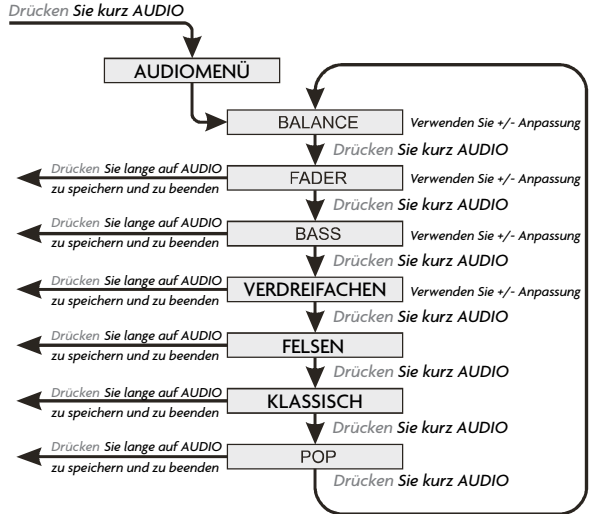 Drücken Sie kurz AUDIO
AUDIOMENÜ
BALANCE
Verwenden Sie +/- Anpassung
Drücken Sie kurz AUDIO
Drücken Sie lange auf AUDIO
zu speichern und zu beenden
FADER
Verwenden Sie +/- Anpassung
Drücken Sie kurz AUDIO
Drücken Sie lange auf AUDIO
zu speichern und zu beenden
BASS
Verwenden Sie +/- Anpassung
Drücken Sie kurz AUDIO
Drücken Sie lange auf AUDIO
zu speichern und zu beenden
VERDREIFACHEN
Verwenden Sie +/- Anpassung
Drücken Sie kurz AUDIO
Drücken Sie lange auf AUDIO
zu speichern und zu beenden
FELSEN
Drücken Sie kurz AUDIO
Drücken Sie lange auf AUDIO
zu speichern und zu beenden
KLASSISCH
Drücken Sie kurz AUDIO
Drücken Sie lange auf AUDIO
zu speichern und zu beenden
POP
Drücken Sie kurz AUDIO